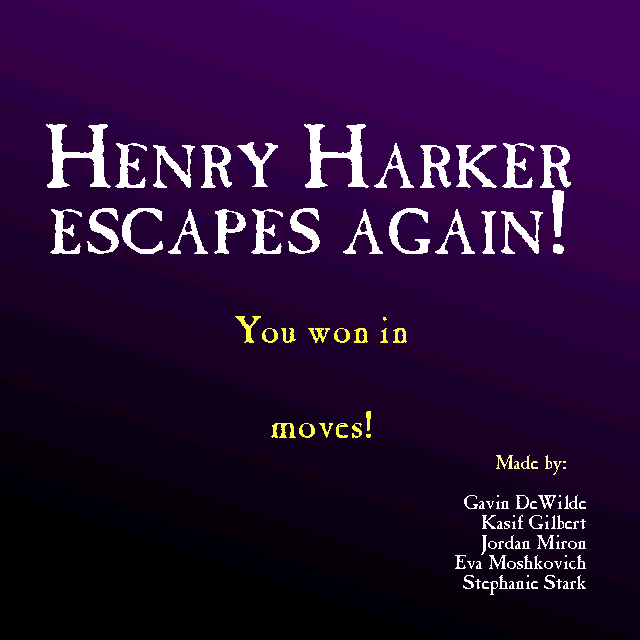 HENRY HARKER
ESCAPES AGAIN!
You won in
moves!
Made by:
Gavin DeWilde
Kasif Gilbert
Jordan Miron
Eva Moshkovich
Stephanie Stark